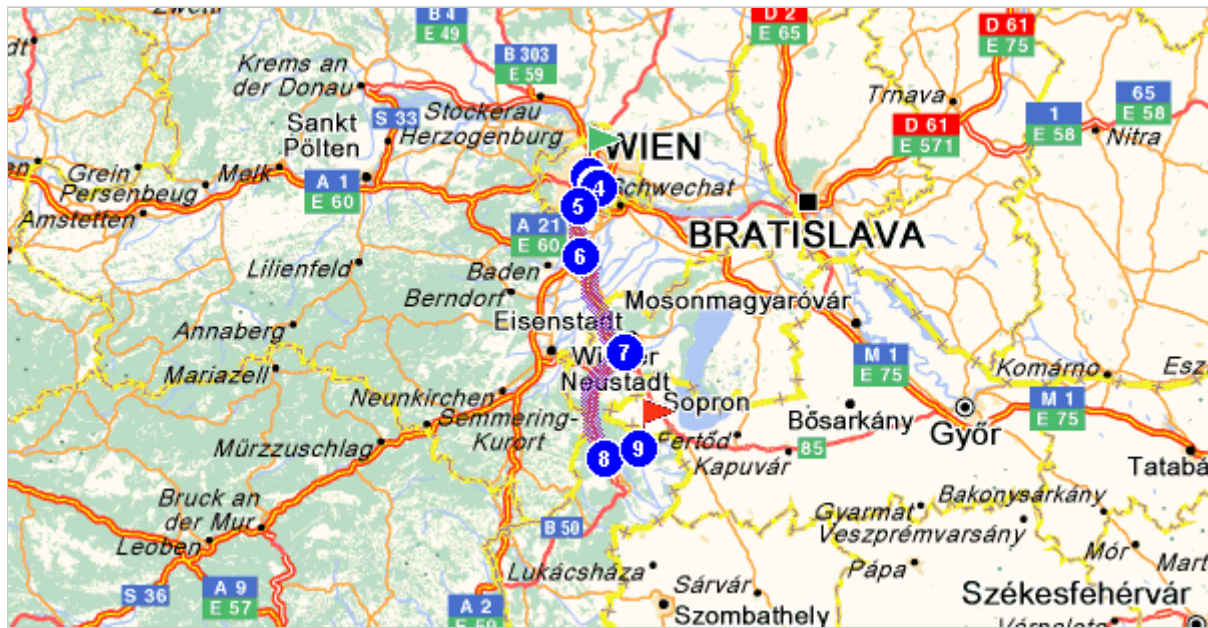 B 4
E 49
D 2
E 65
D 61
E 75
B 303
E 59
dt
Krems an
der Donau
Stockerau
Trnava
65
E 58
1
E 58
Nitra
S 33
Herzogenburg
D 61
E 571
Sankt
Pölten
WIEN
Grein
Melk
Persenbeug
Amstetten
A 1
E 60
4
Schwechat
5
A 21
E 60
BRATISLAVA
6
Lilienfeld
Baden
Berndorf
Mosonmagyaróvár
Annaberg
Eisenstadt
7
Mariazell
Neustadt
M 1
E 75
Komárno
Neunkirchen
Sopron
M 1
E 75
Semmering-
Kurort
Bősarkány
Győr
Mürzzuschlag
9
Fertőd
8
Kapuvár
85
Tatabá
Bruck an
der Mur
Leoben
B 50
Gyarmat
Bakonysárkány
Veszprémvarsány
Mór
Mart
Lukácsháza
Sárvár
Pápa
S 36
A 9
E 57
A 2
E 59
Szombathely
Székesfehérvár